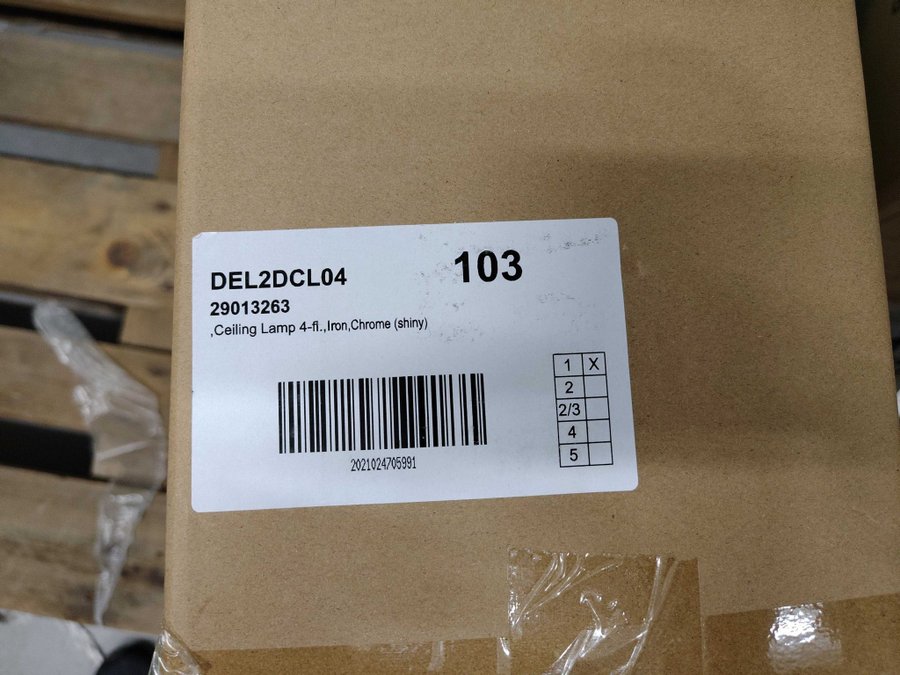 DEL2DCL04
103
29013263
,Ceiling Lamp 4-fl.,Iron,Chrome (shiny)
1 X
2
2/3
4
5
2021024705991